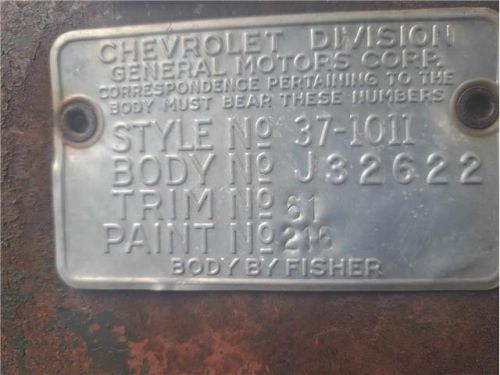 CHEVROLET DIVISION
GENERAL MOTORS CORP.
CORRESPONDENCE PERTAINING TO THE
BODY MUST BEAR THESE NUMBERS
STYLE No 37-1011
BODY No J32622
TRIM No 61
PAINT No 216
BODY BY FISHER